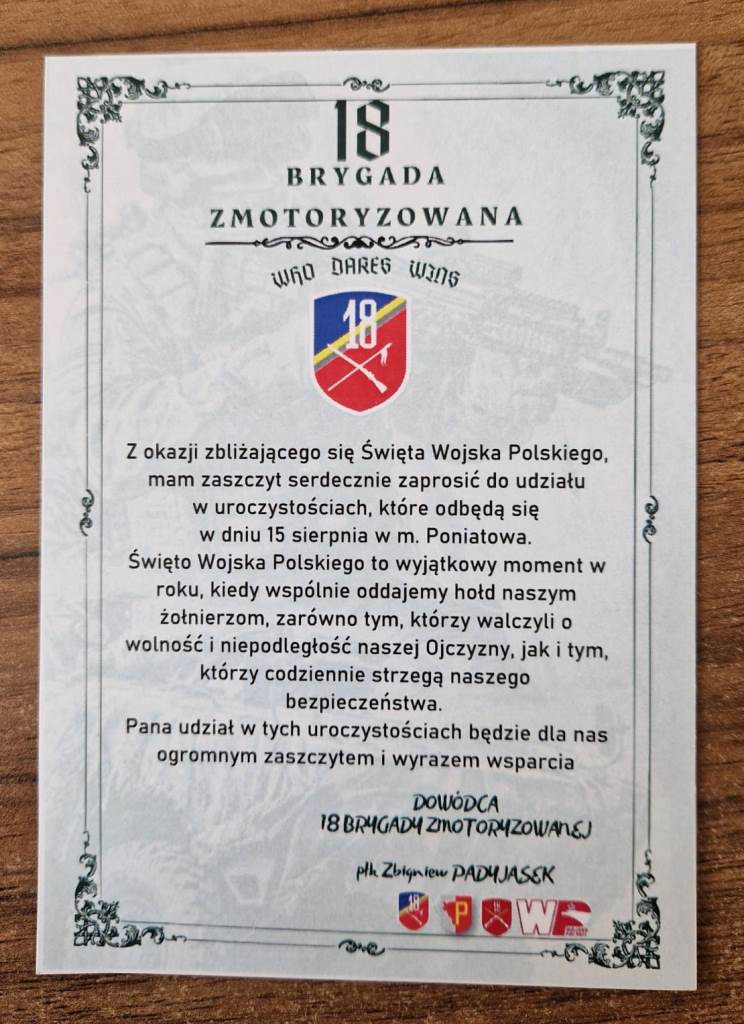 18
BRYGADA
ZMOTORYZOWANA
WHO DARES WINS
18
Z okazji zbliżającego się Święta Wojska Polskiego,
mam zaszczyt serdecznie zaprosić do udziału
w uroczystościach, które odbędą się
w dniu 15 sierpnia w m. Poniatowa.
Święto Wojska Polskiego to wyjątkowy moment w
roku, kiedy wspólnie oddajemy hołd naszym
żołnierzom, zarówno tym, którzy walczyli o
wolność i niepodległość naszej Ojczyzny, jak i tym,
którzy codziennie strzegą naszego
bezpieczeństwa.
Pana udział w tych uroczystościach będzie dla nas
ogromnym zaszczytem i wyrazem wsparcia
DOWÓDCA
18 BRYGADY ZMOTORYZOWANEJ
płk Zbigniew PADYJASEK
18 P W